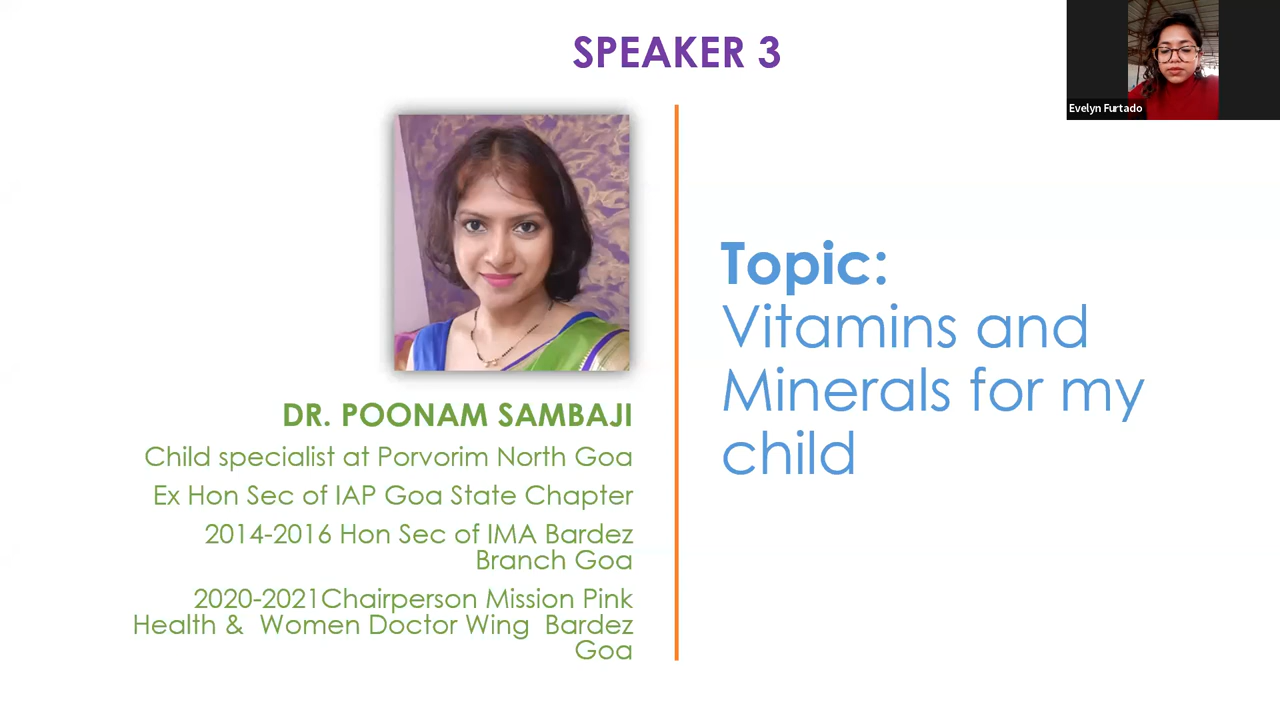 SPEAKER 3
Evelyn Furtado
DR. POONAM SAMBAJI
Child specialist at Porvorim North Goa
Ex Hon Sec of IAP Goa State Chapter
2014-2016 Hon Sec of IMA Bardez
Branch Goa
2020-2021Chairperson Mission Pink
Health &  Women Doctor Wing  Bardez
Goa
Topic:
Vitamins and
Minerals for my
child